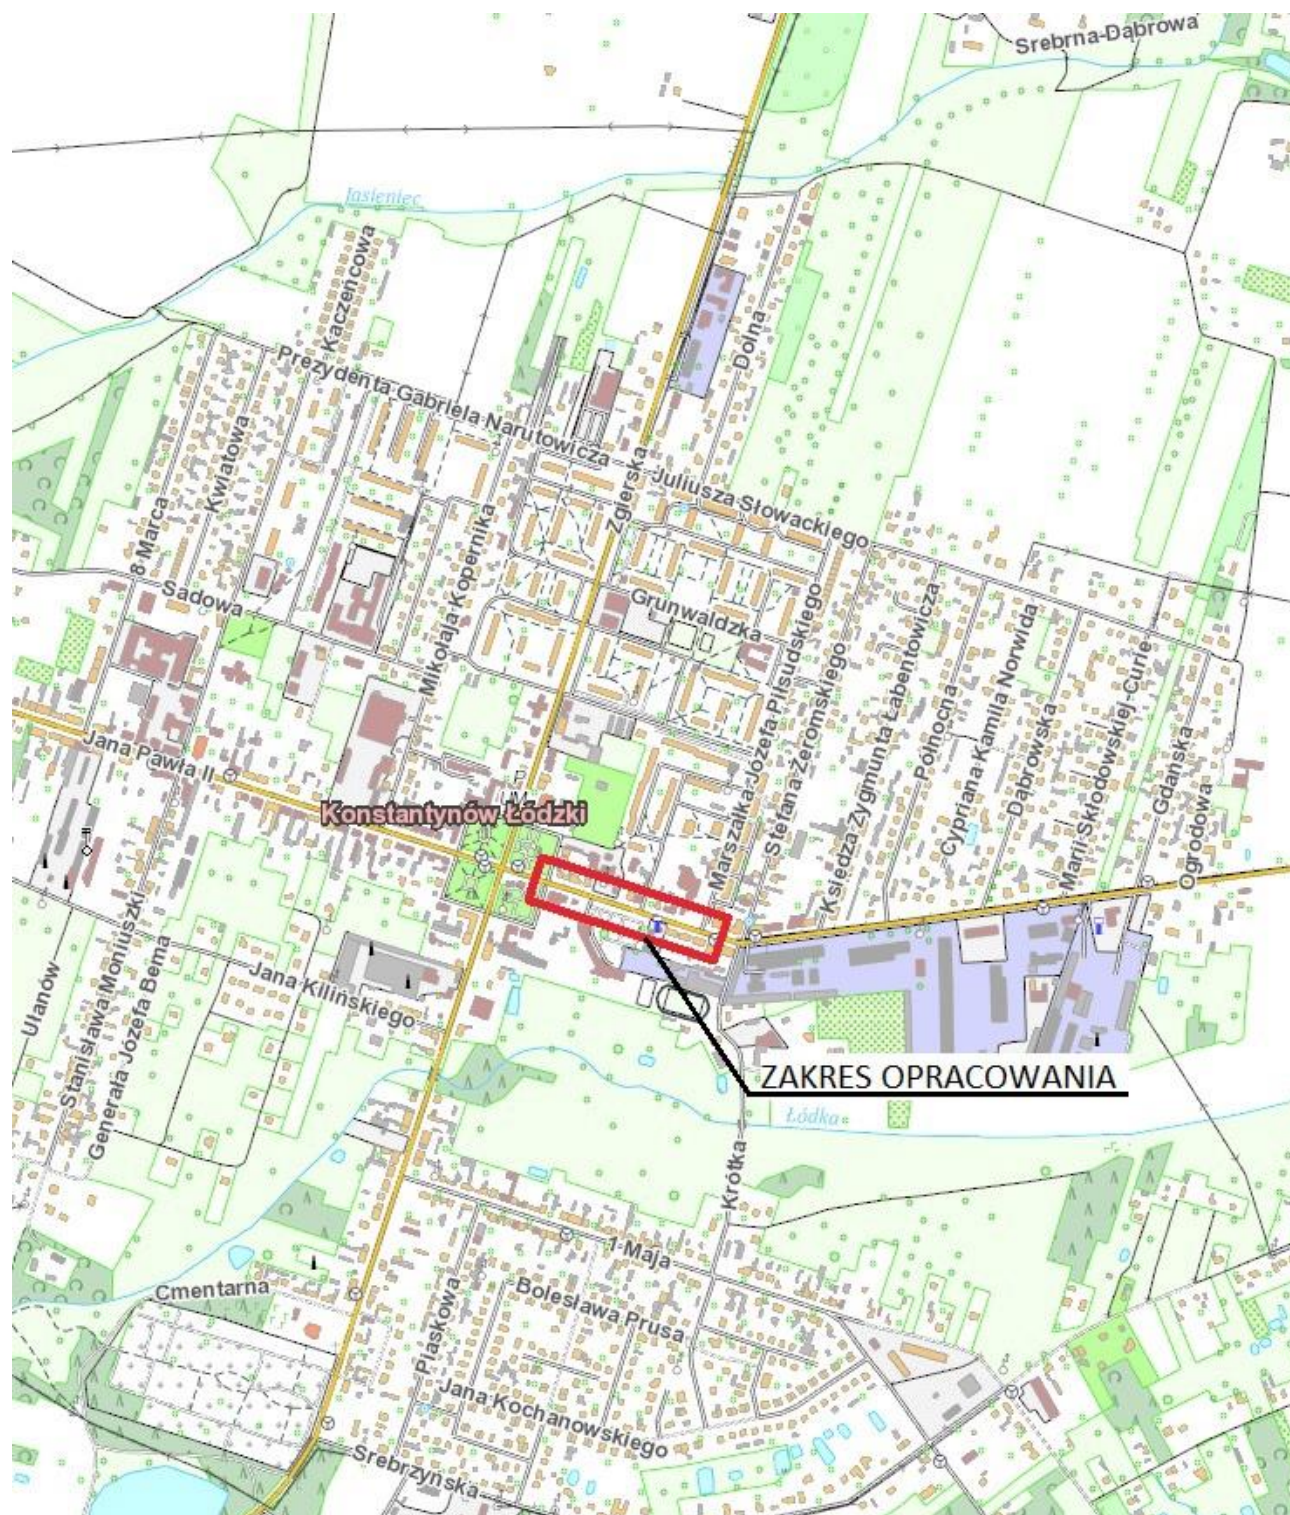 Srebrna-Dąbrowa
Jasieniec
Kaczeńcowa
Prezydenta Gabriela Narutowicza
Dolna
Kwiatowa
8 Marca
Zgierska
Juliusza Słowackiego
Mikołaja Kopernika
Sadowa
Grunwaldzka
Marszałka Józefa Piłsudskiego
Stefana Żeromskiego
Księdza Zygmunta Łabentowicza
Północna
Cypriana Kamila Norwida
Dąbrowska
Marii Skłodowskiej-Curie
Gdańska
Ogrodowa
Jana Pawła II
P
Konstantynów Łódzki
Ułanów
Stanisława Moniuszki
Generała Józefa Bema
Jana Kilińskiego
ZAKRES OPRACOWANIA
Łódka
Krótka
1 Maja
Cmentarna
Piaskowa
Bolesława Prusa
Jana Kochanowskiego
Srebrzyńska